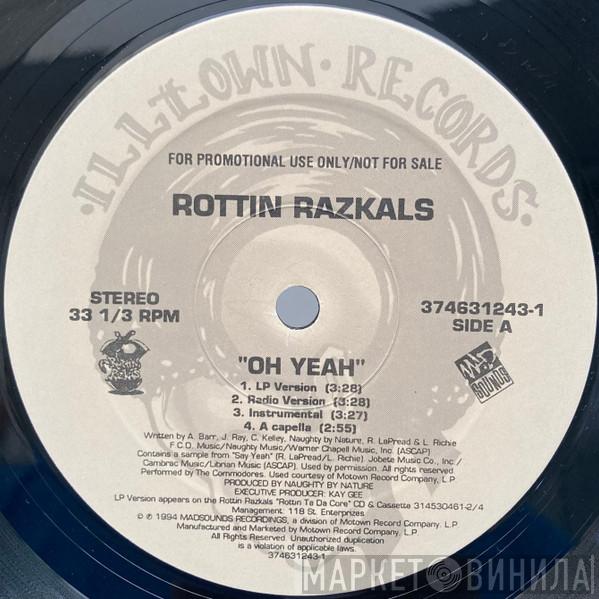 ILLTOWN · RECORDS.
FOR PROMOTIONAL USE ONLY/NOT FOR SALE
ROTTIN RAZKALS
STEREO
33 1/3 RPM
374631243-1
SIDE A
ROTTIN RAZKALS
MAD SOUNDS
"OH YEAH"
1. LP Version (3:28)
2. Radio Version (3:28)
3. Instrumental (3:27)
4. A capella (2:55)
Written by A. Barr, J. Ray, C. Kelley, Naughty by Nature, R. LaPread & L. Richie
F.C.D. Music/Naughty Music/Warner Chapell Music, Inc. (ASCAP)
Contains a sample from "Say Yeah" (R. LaPread/L. Richie). Jobete Music Co., Inc./
Cambrac Music/Librian Music (ASCAP). Used by permission. All rights reserved.
Performed by The Commodores. Used courtesy of Motown Record Company, L.P
PRODUCED BY NAUGHTY BY NATURE
EXECUTIVE PRODUCER: KAY GEE
LP Version appears on the Rottin Razkals "Rottin Ta Da Core" CD & Cassette 314530461-2/4
Management: 118 St. Enterprizes
© ℗ 1994 MADSOUNDS RECORDINGS, a division of Motown Record Company. L.P
Manufactured and Marketed by Motown Record Company, L.P.
All Rights Reserved. Unauthorized duplication
is a violation of applicable laws.
374631243-1
МАРКЕТ ВИНИЛА